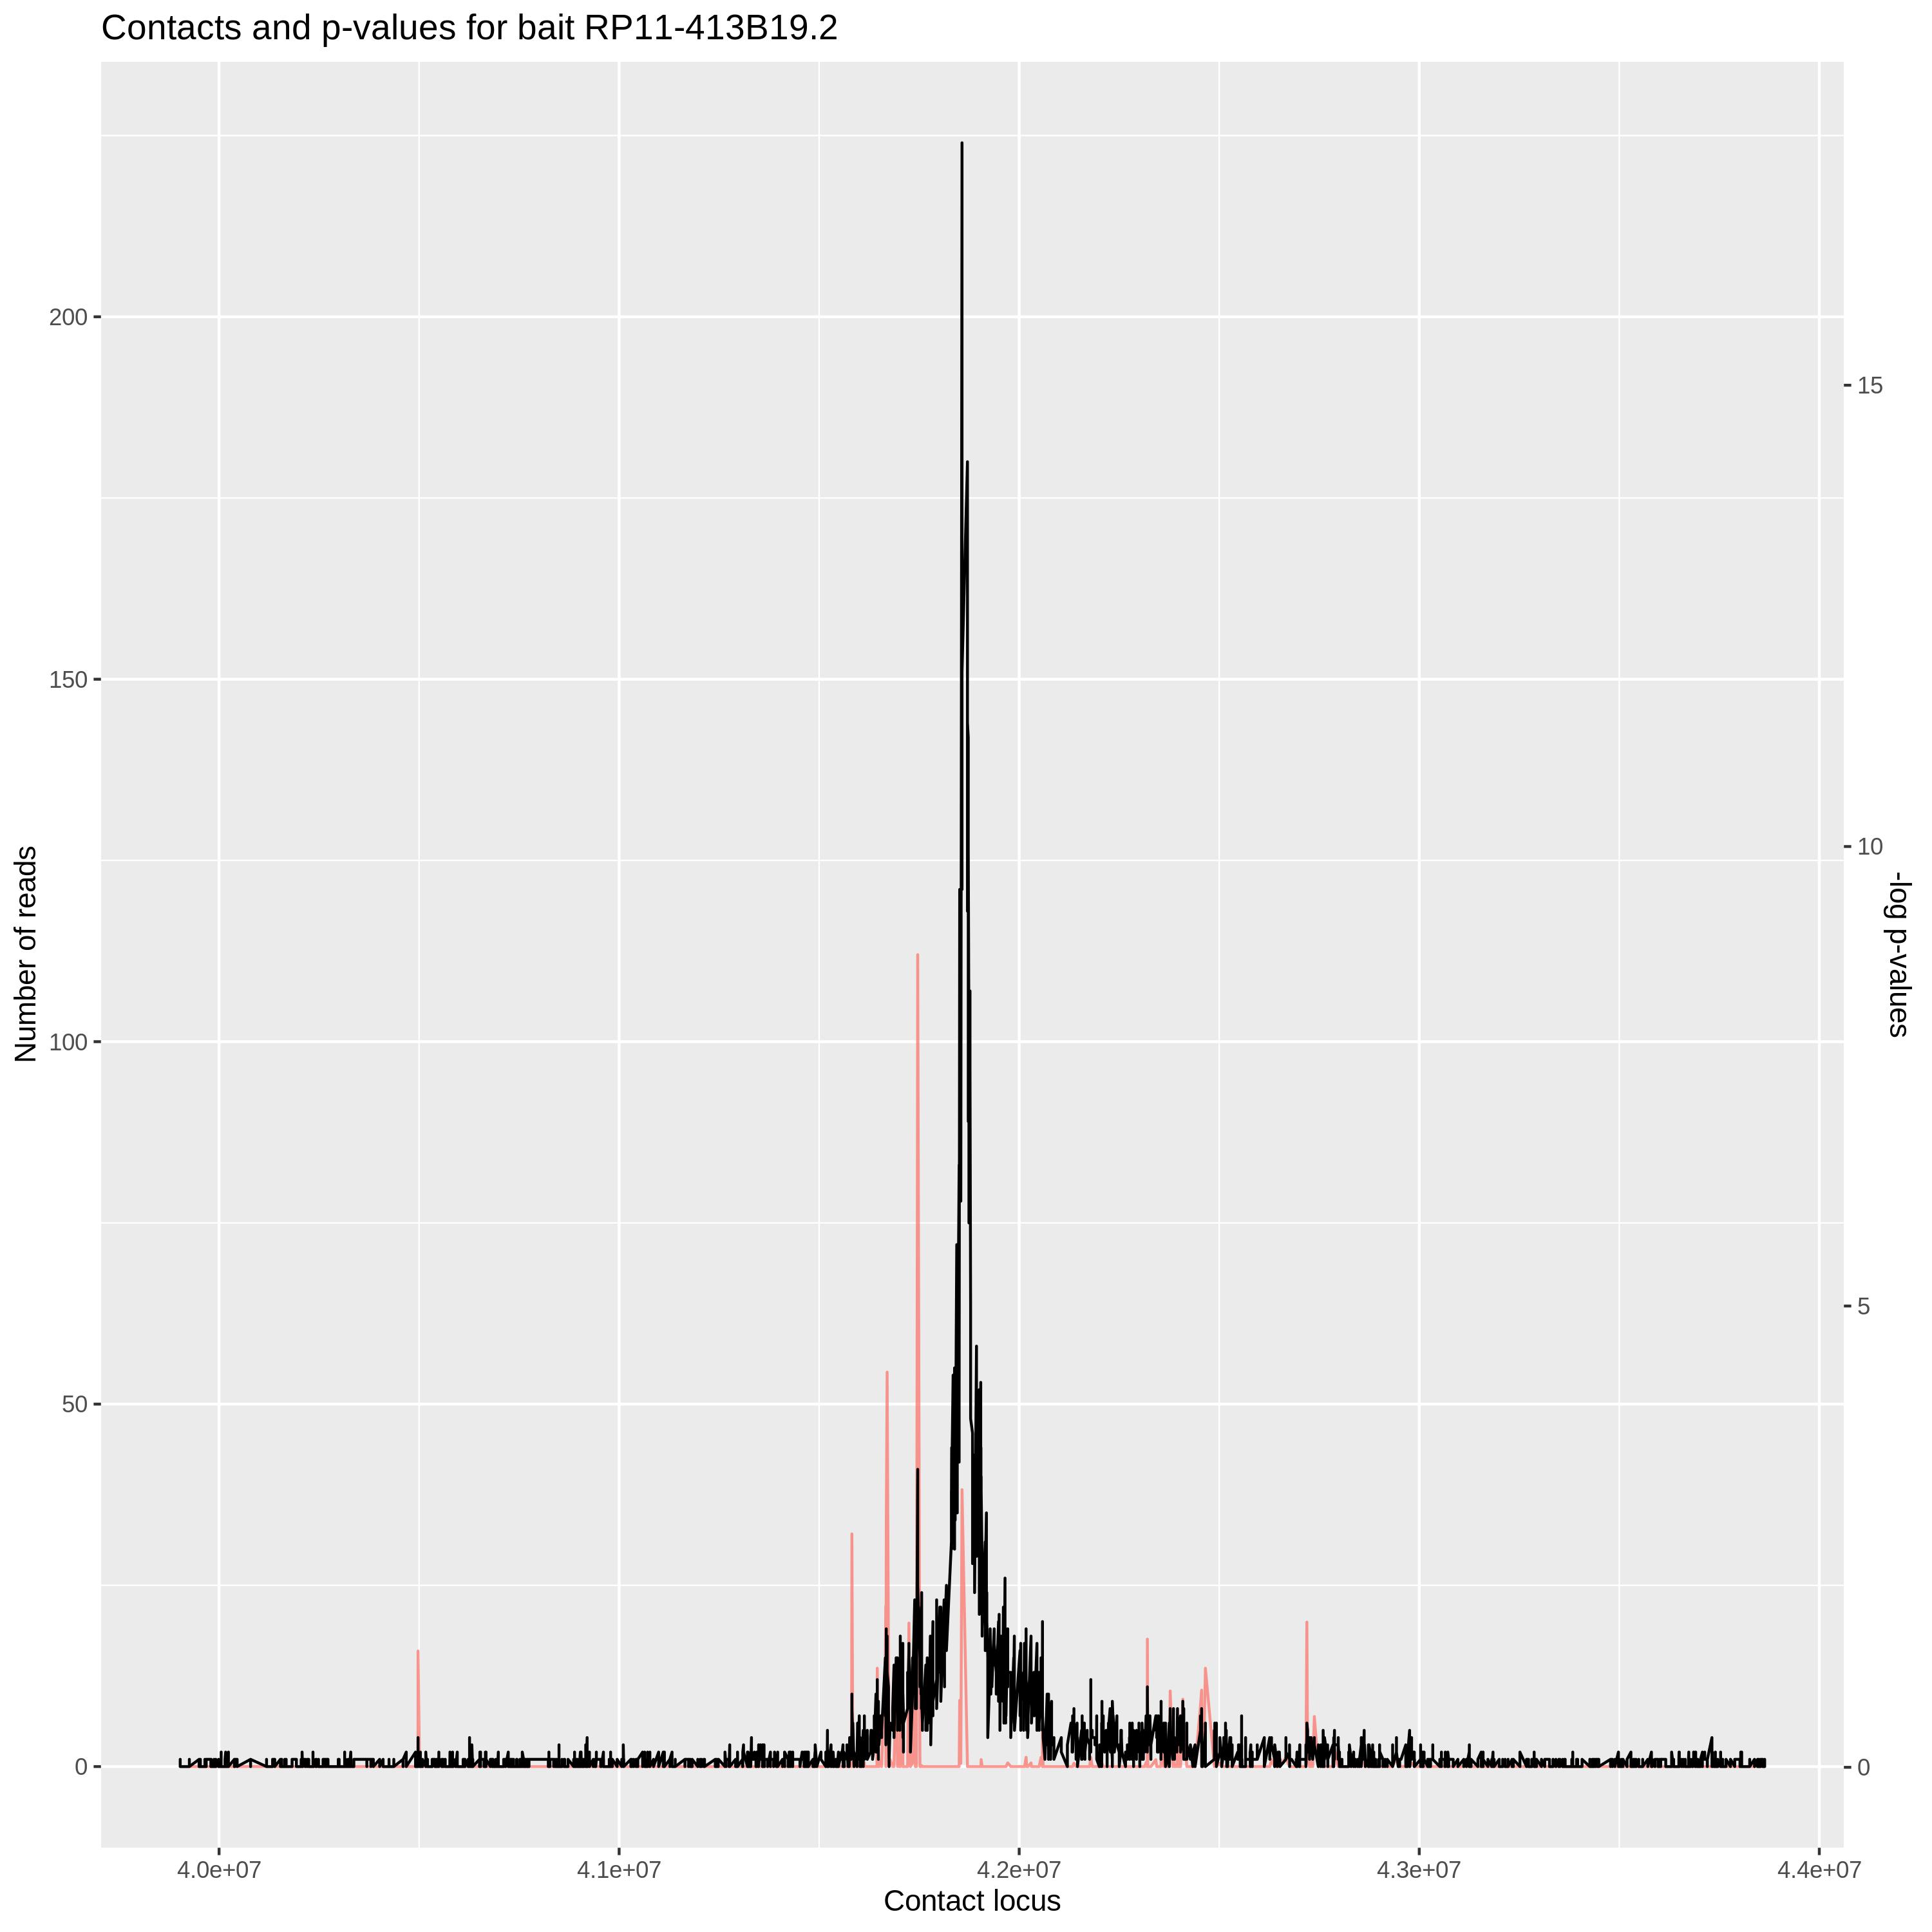 Contacts and p-values for bait RP11-413B19.2
200
150
100
50
0
15
10
5
0
Number of reads
-log p-values
4.0e+07 4.1e+07 4.2e+07 4.3e+07 4.4e+07
Contact locus